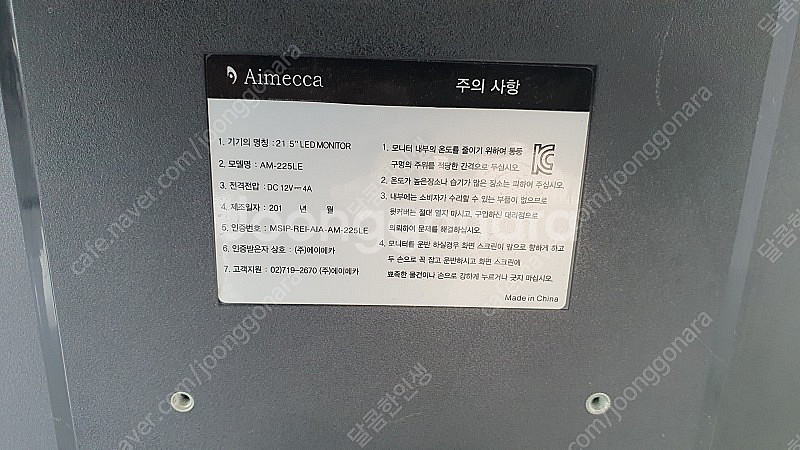 Aimecca
주의 사항
1. 기기의 명칭 : 21.5" LED MONITOR
2. 모델명 : AM-225LE
3. 전격전압 : DC 12V⎓4A
4. 제조일자 : 201 년 월
5. 인증번호 : MSIP-REI-AIA-AM-225LE
6. 인증받은자 상호 : (주)에이메카
7. 고객지원 : 02)719-2670 (주)에이메카
1. 모니터 내부의 온도를 줄이기 위하여 통풍
구멍의 주위를 적당한 간격으로 두십시오.
2. 온도가 높은장소나 습기가 많은 장소는 피하여 주십시오.
3. 내부에는 소비자가 수리할 수 있는 부품이 없으므로
뒷커버는 절대 열지 마시고, 구입하신 대리점으로
의뢰하여 문제를 해결하십시오.
4. 모니터를 운반 하실경우 화면 스크린이 앞으로 향하게 하고
두 손으로 꼭 잡고 운반하시고 화면 스크린에
뾰족한 물건이나 손으로 강하게 누르거나 긋지 마십시오.
Made in China
joonggonara
cafe.naver.com/joonggonara
달콤한인생